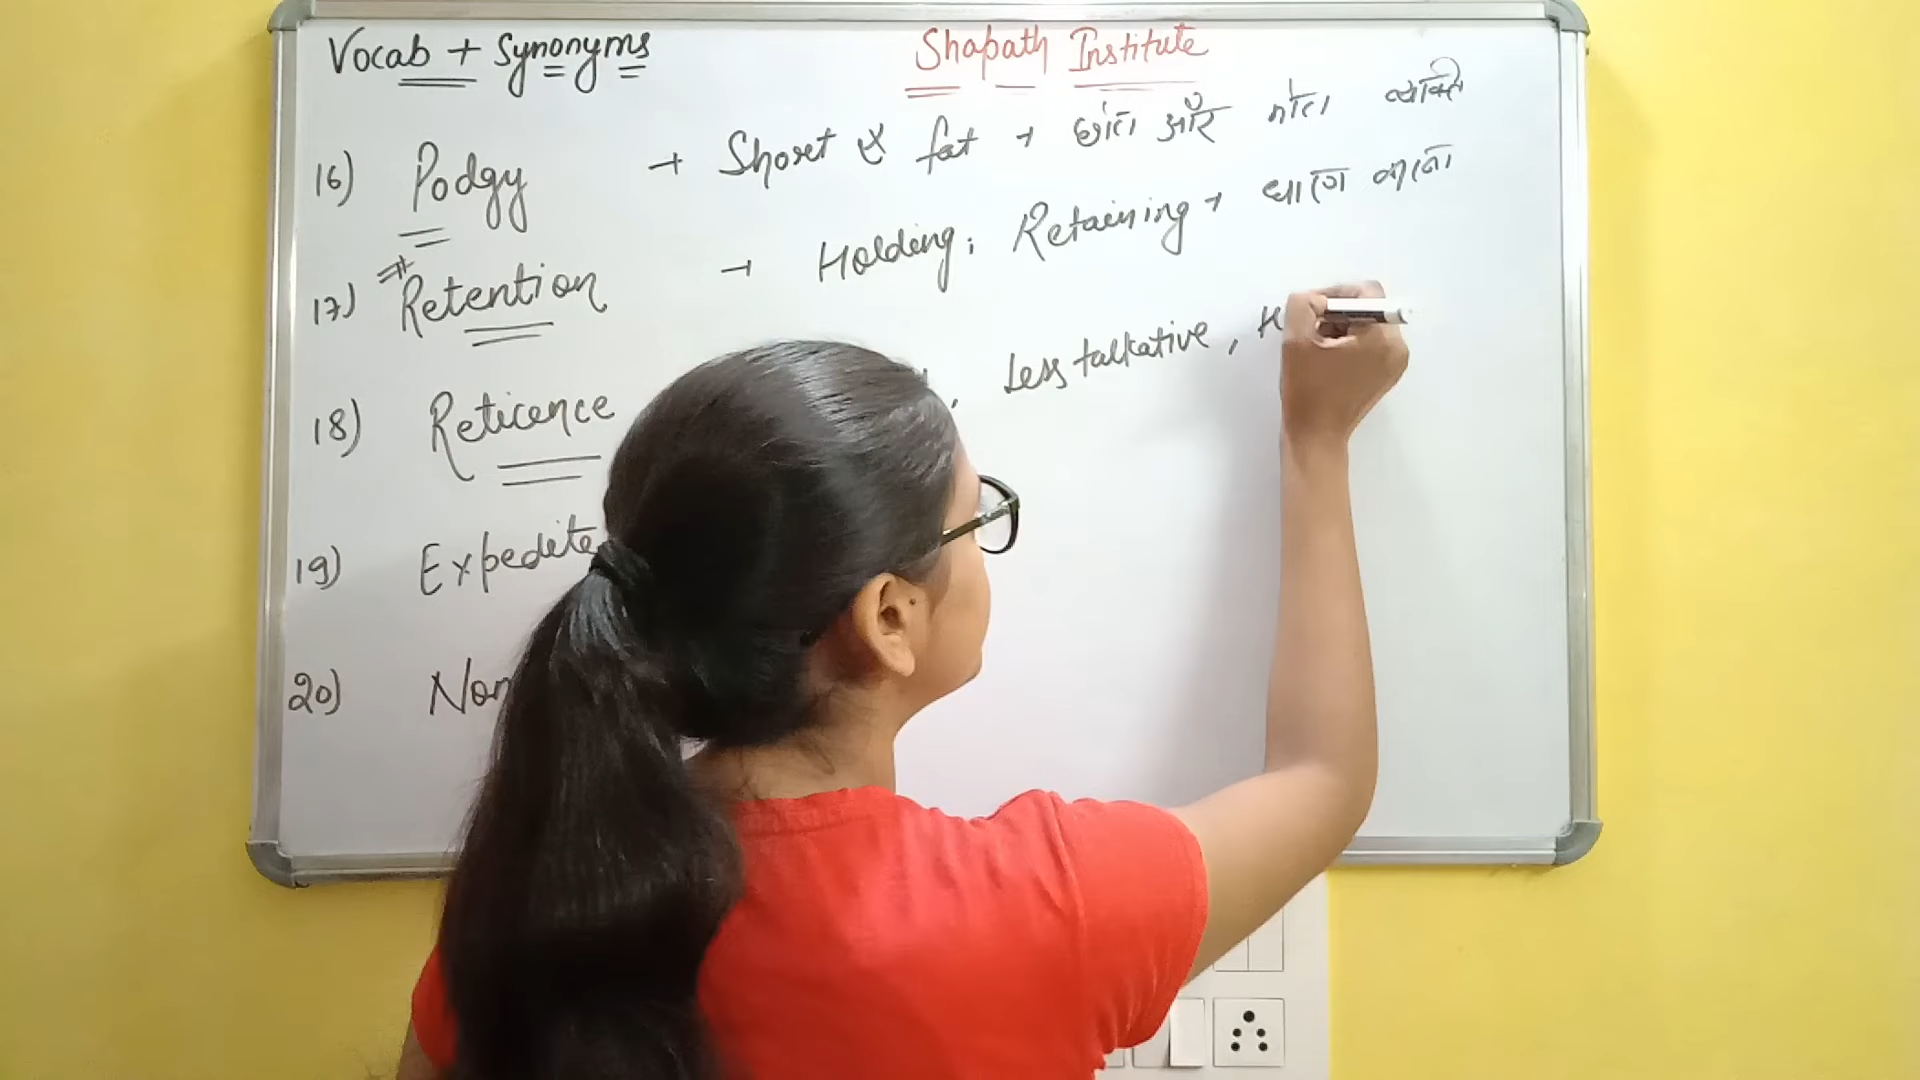 Vocab + Synonyms
Shapath Institute
16) Podgy → Short & fat → छोटा और मोटा व्यक्ति
17) Retention → Holding, Retaining → धारण करना
18) Reticence , Less talkative,
19) Expedite
20)